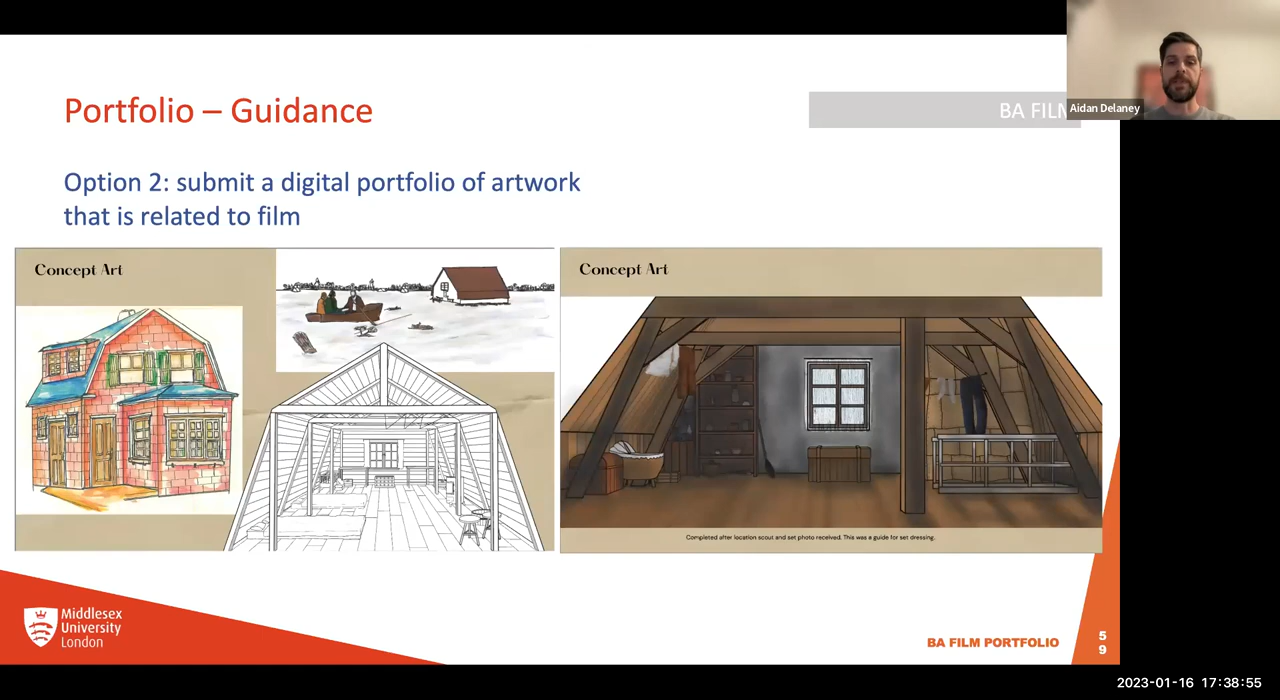 Portfolio – Guidance
BA FILM
Aidan Delaney
Option 2: submit a digital portfolio of artwork
that is related to film
Concept Art
Concept Art
Completed after location scout and set photo received. This was a guide for set dressing.
Middlesex
University
London
BA FILM PORTFOLIO
5
9
2023-01-16 17:38:55